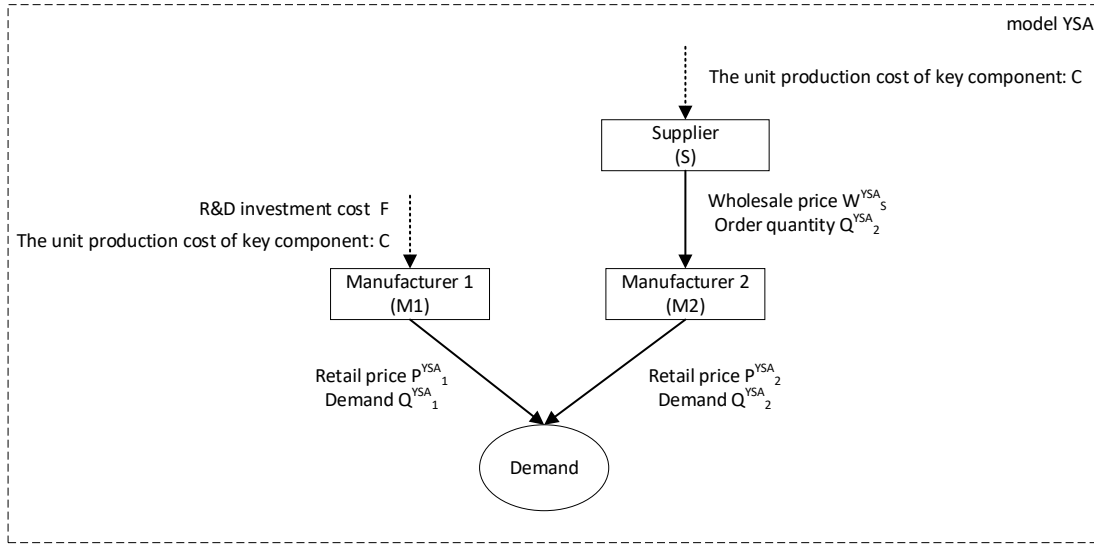 model YSA
The unit production cost of key component: C
Supplier
(S)
Wholesale price W^YSA_S
Order quantity Q^YSA_2
R&D investment cost F
The unit production cost of key component: C
Manufacturer 1
(M1)
Manufacturer 2
(M2)
Retail price P^YSA_1
Demand Q^YSA_1
Retail price P^YSA_2
Demand Q^YSA_2
Demand